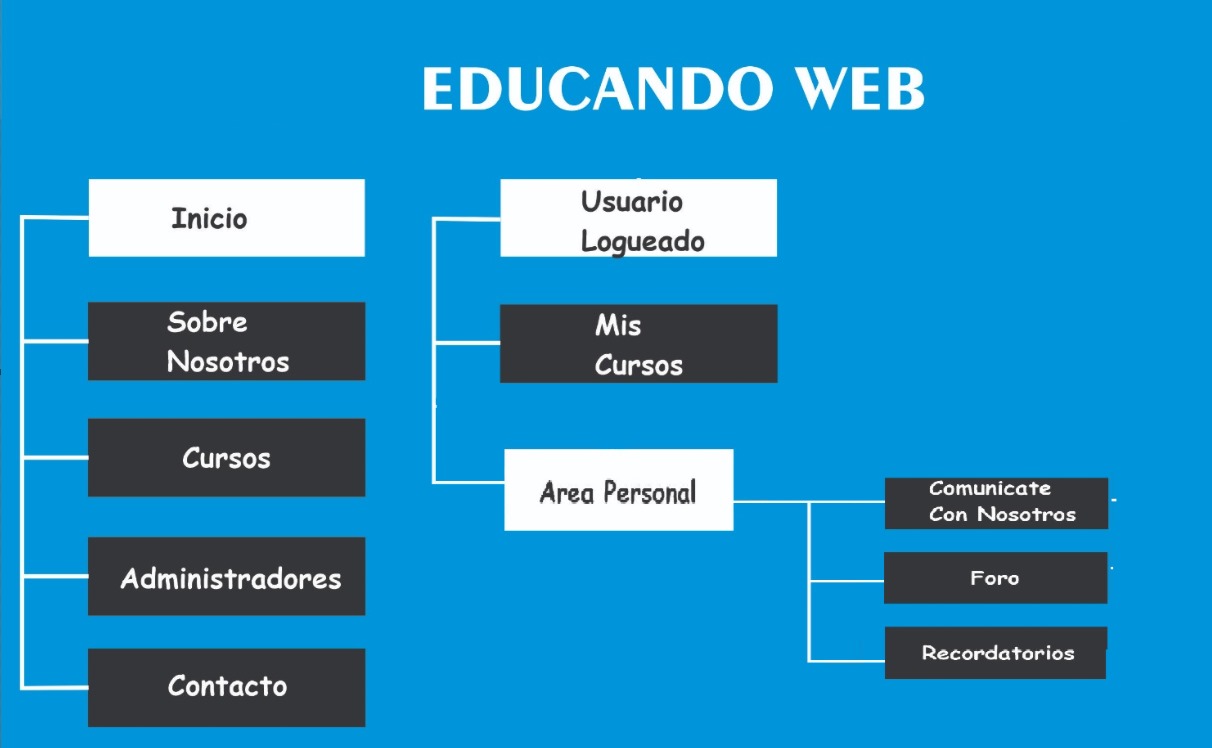 EDUCANDO WEB
Inicio
Sobre
Nosotros
Cursos
Administradores
Contacto
Usuario
Logueado
Mis
Cursos
Area Personal
Comunicate
Con Nosotros
Foro
Recordatorios